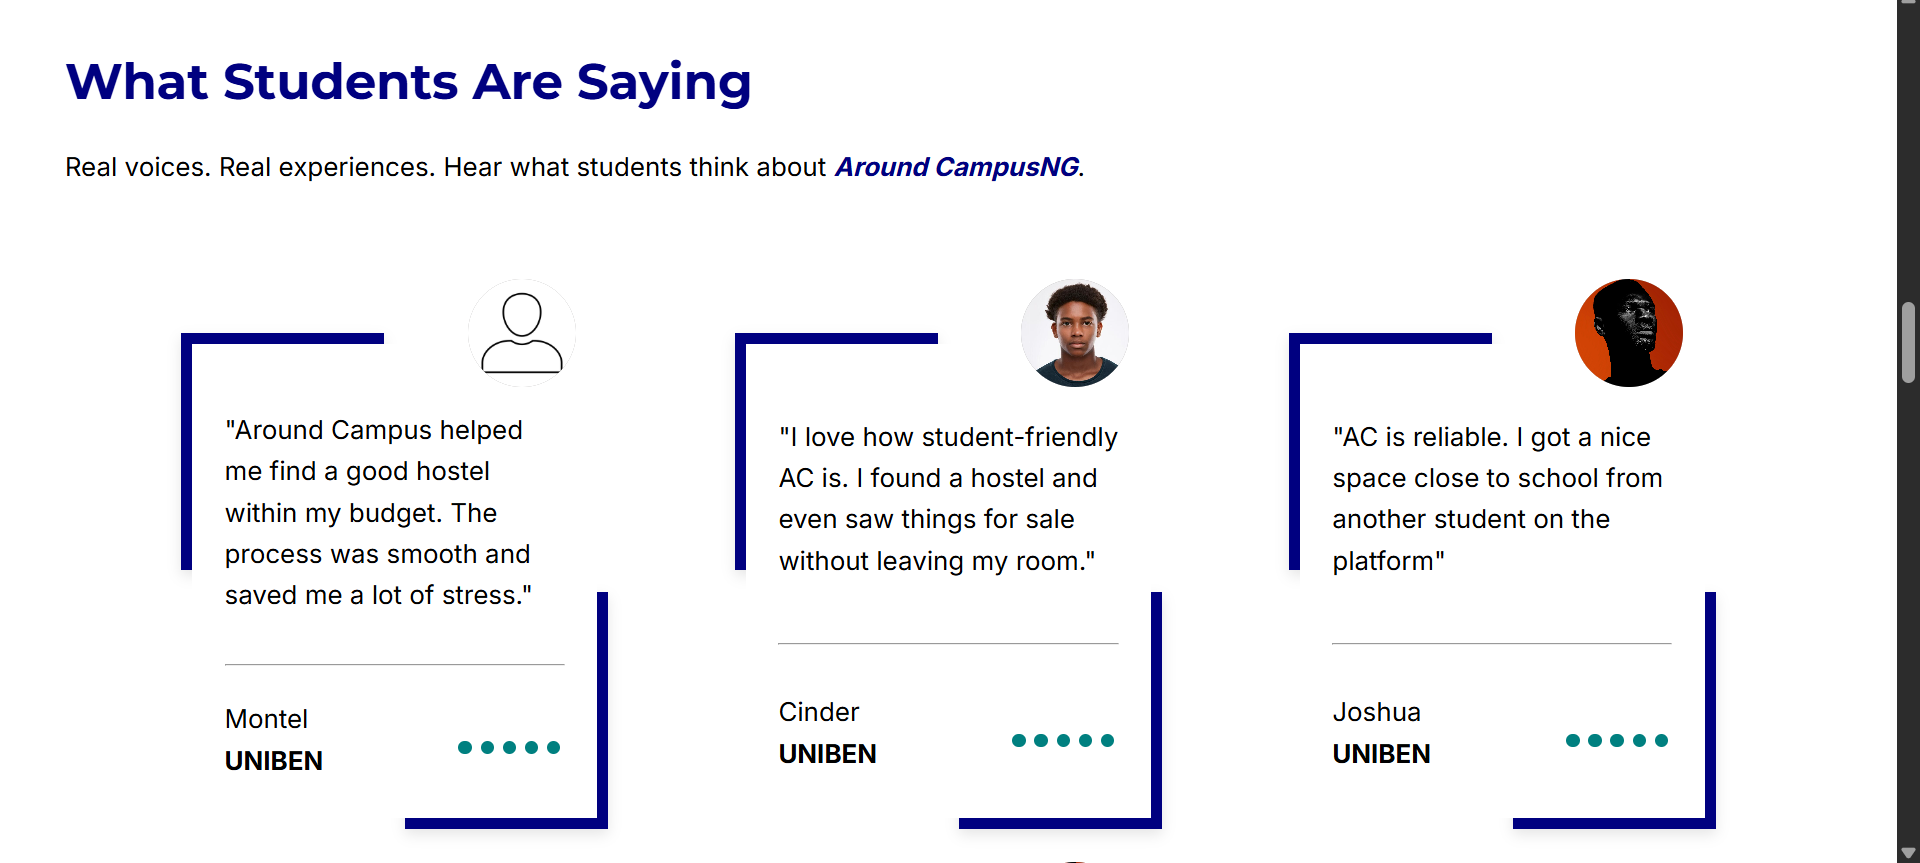 What Students Are Saying
Real voices. Real experiences. Hear what students think about Around CampusNG.
"Around Campus helped
me find a good hostel
within my budget. The
process was smooth and
saved me a lot of stress."
Montel
UNIBEN
"I love how student-friendly
AC is. I found a hostel and
even saw things for sale
without leaving my room."
Cinder
UNIBEN
"AC is reliable. I got a nice
space close to school from
another student on the
platform"
Joshua
UNIBEN